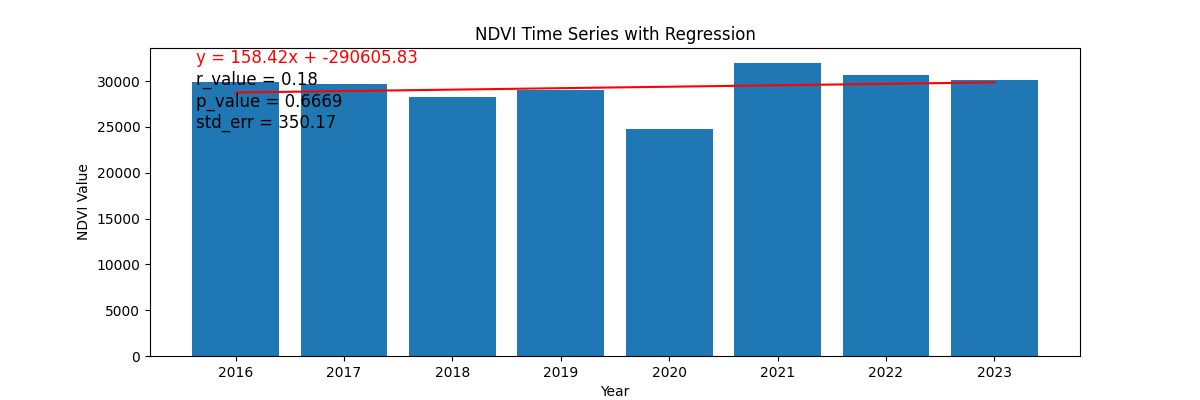 NDVI Time Series with Regression
y = 158.42x + -290605.83
r_value = 0.18
p_value = 0.6669
std_err = 350.17
NDVI Value
30000
25000
20000
15000
10000
5000
0
2016 2017 2018 2019 2020 2021 2022 2023
Year